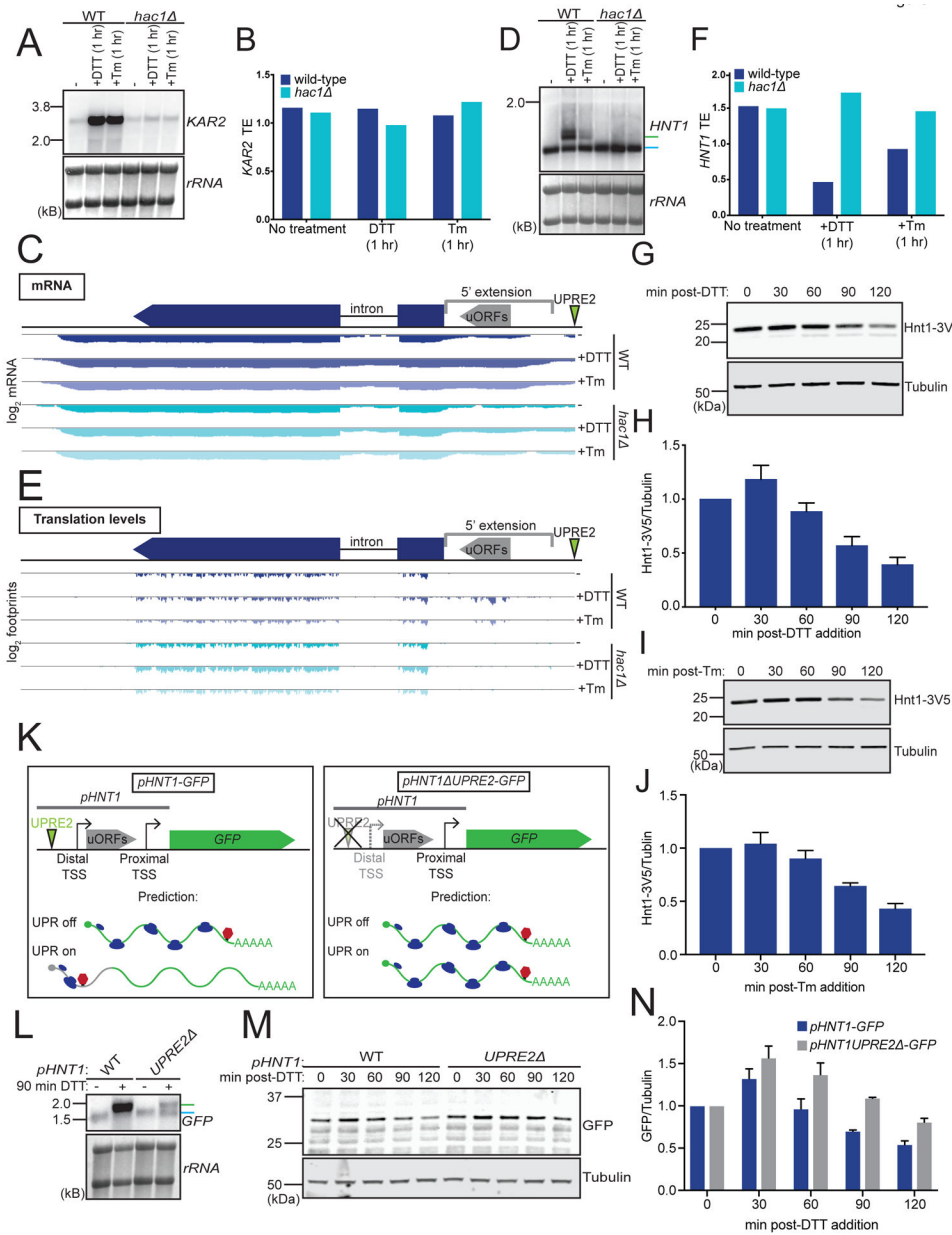 A
WT
hac1Δ
-
+DTT (1 hr)
+Tm (1 hr)
-
+DTT (1 hr)
+Tm (1 hr)
3.8
2.0
KAR2
rRNA
(kB)
B
wild-type
hac1Δ
KAR2 TE
1.5
1.0
0.5
0.0
No treatment
DTT
(1 hr)
Tm
(1 hr)
D
WT
hac1Δ
-
+DTT (1 hr)
+Tm (1 hr)
-
+DTT (1 hr)
+Tm (1 hr)
2.0
HNT1
rRNA
(kB)
F
wild-type
hac1Δ
HNT1 TE
2.0
1.5
1.0
0.5
0.0
No treatment
+DTT
(1 hr)
+Tm
(1 hr)
C
mRNA
intron
5' extension
uORFs
UPRE2
log2 mRNA
-
+DTT
+Tm
WT
-
+DTT
+Tm
hac1Δ
E
Translation levels
intron
5' extension
uORFs
UPRE2
log2 footprints
-
+DTT
+Tm
WT
-
+DTT
+Tm
hac1Δ
G
min post-DTT: 0 30 60 90 120
25
20
Hnt1-3V
50
(kDa)
Tubulin
H
Hnt1-3V5/Tubulin
1.5
1.0
0.5
0.0
0 30 60 90 120
min post-DTT addition
I
min post-Tm: 0 30 60 90 120
25
20
Hnt1-3V5
50
(kDa)
Tubulin
J
Hnt1-3V5/Tublin
1.5
1.0
0.5
0.0
0 30 60 90 120
min post-Tm addition
K
pHNT1-GFP
pHNT1
UPRE2
uORFs
GFP
Distal
TSS
Proximal
TSS
Prediction:
UPR off
AAAAA
UPR on
AAAAA
pHNT1ΔUPRE2-GFP
pHNT1
UPRE2
uORFs
GFP
Distal
TSS
Proximal
TSS
Prediction:
UPR off
AAAAA
UPR on
AAAAA
L
pHNT1: WT UPRE2Δ
90 min DTT: - + - +
2.0
1.5
GFP
rRNA
(kB)
M
pHNT1: WT UPRE2Δ
min post-DTT: 0 30 60 90 120 0 30 60 90 120
37
25
GFP
50
(kDa)
Tubulin
N
pHNT1-GFP
pHNT1UPRE2Δ-GFP
GFP/Tubulin
2.0
1.5
1.0
0.5
0.0
0 30 60 90 120
min post-DTT addition